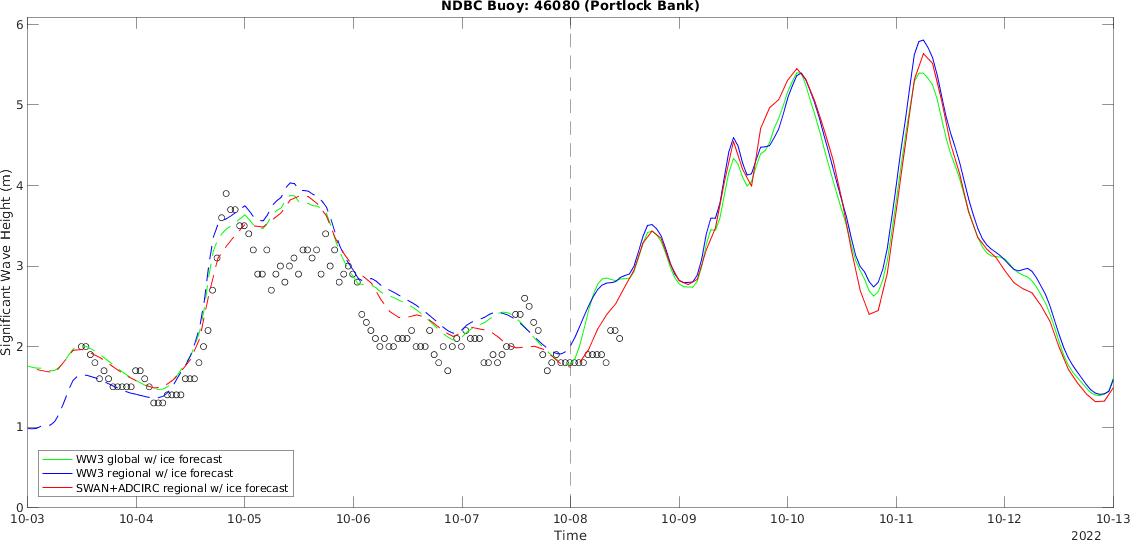 NDBC Buoy: 46080 (Portlock Bank)
6
5
4
3
2
1
0
Significant Wave Height (m)
WW3 global w/ ice forecast
WW3 regional w/ ice forecast
SWAN+ADCIRC regional w/ ice forecast
10-03 10-04 10-05 10-06 10-07 10-08 10-09 10-10 10-11 10-12 10-13
Time
2022